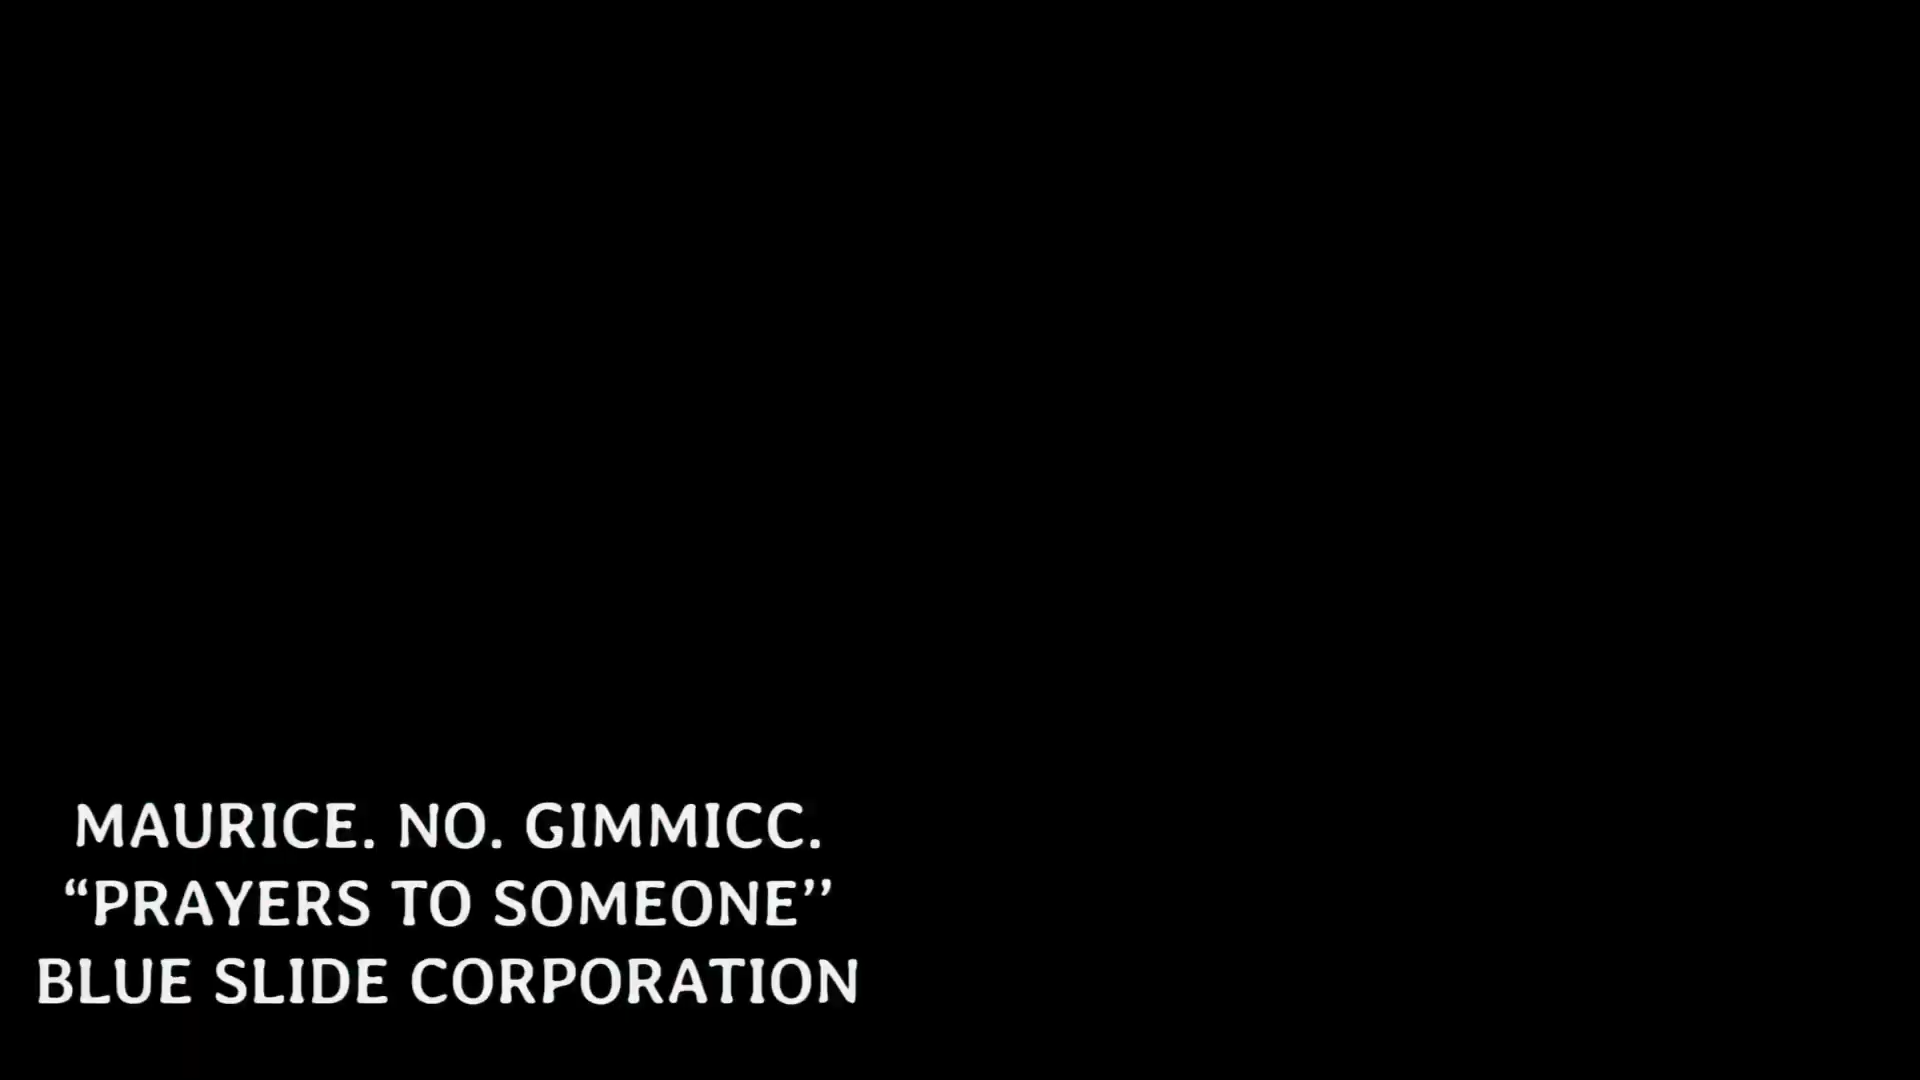 MAURICE. NO. GIMMICC.
“PRAYERS TO SOMEONE’’
BLUE SLIDE CORPORATION